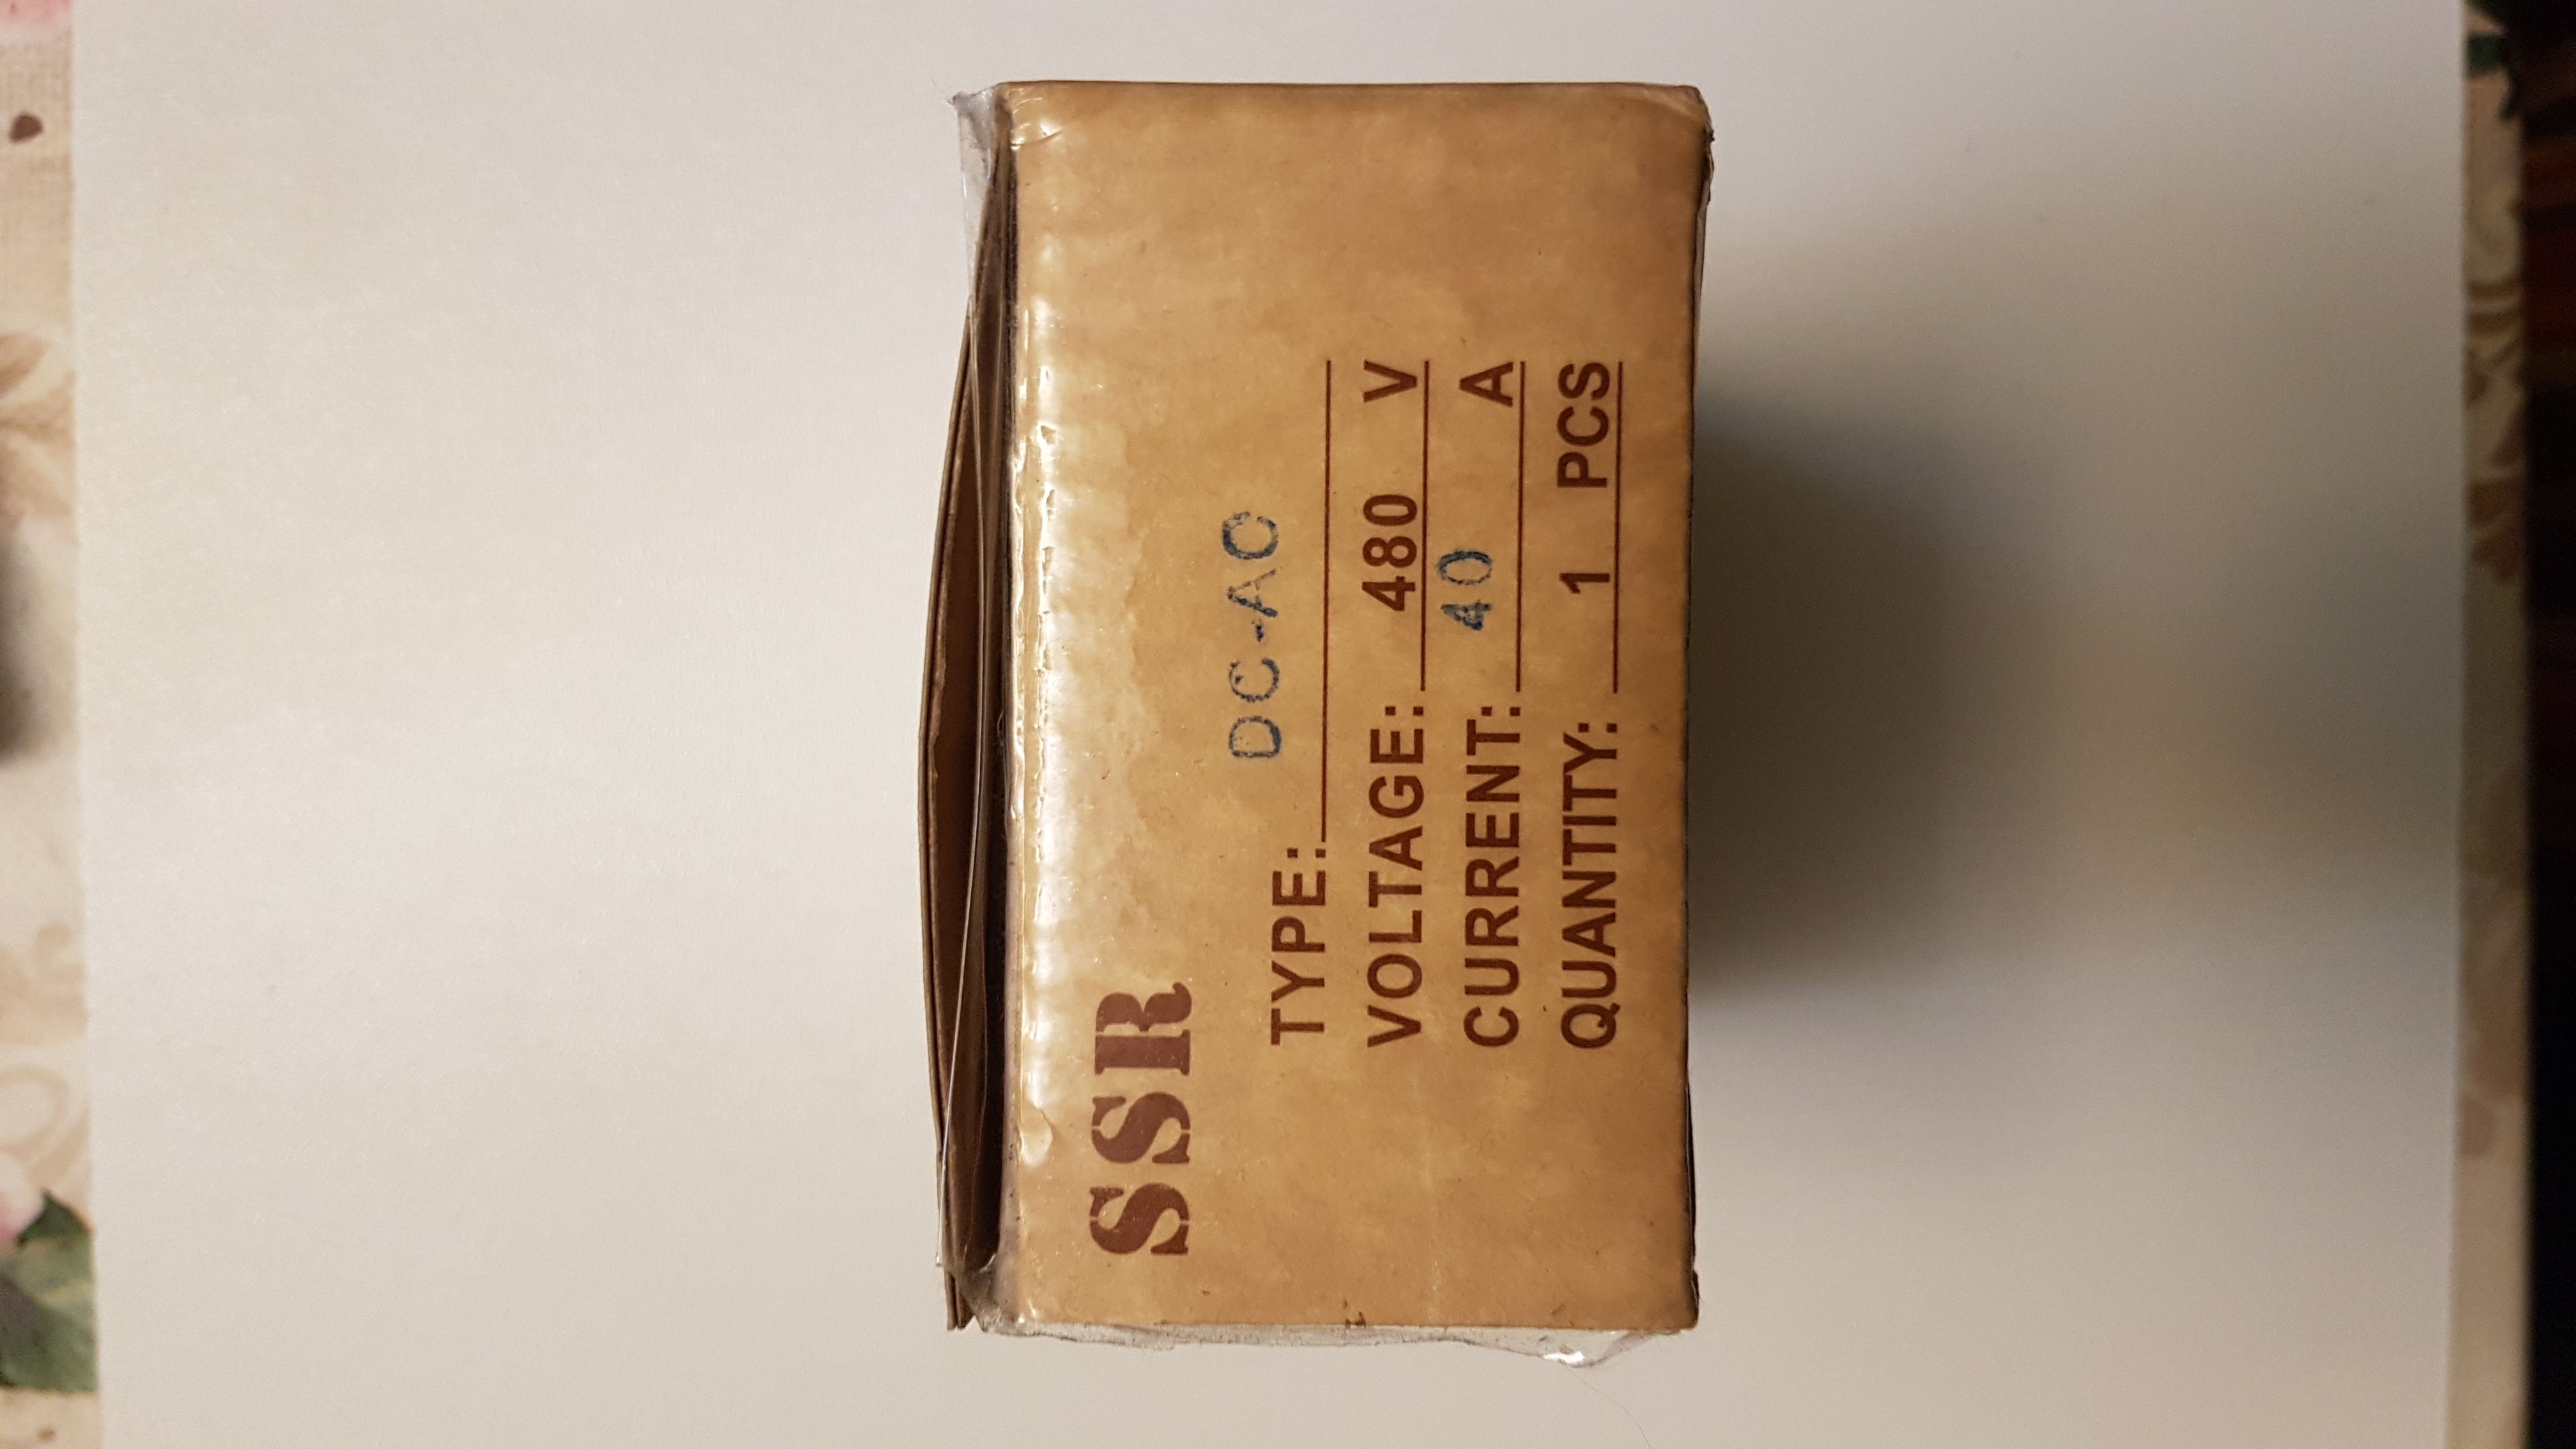 SSR
TYPE: DC-AC
VOLTAGE: 480 V
CURRENT: 40 A
QUANTITY: 1 PCS